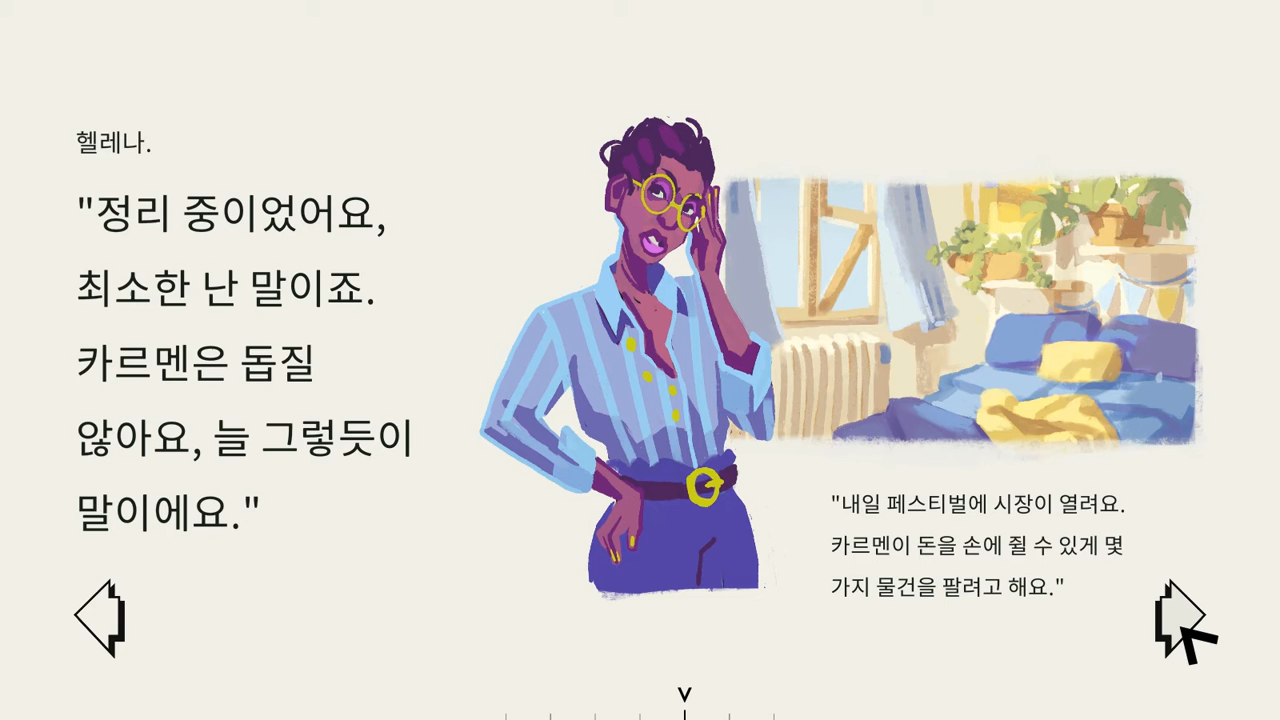 헬레나.
"정리 중이었어요,
최소한 난 말이죠.
카르멘은 돕질
않아요, 늘 그렇듯이
말이에요."
"내일 페스티벌에 시장이 열려요.
카르멘이 돈을 손에 쥘 수 있게 몇
가지 물건을 팔려고 해요."